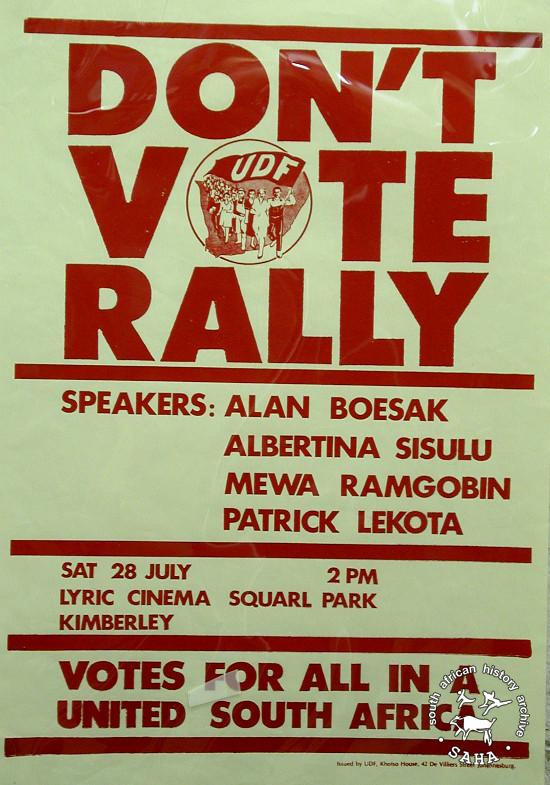 DON'T
VOTE
UDF
RALLY
SPEAKERS: ALAN BOESAK
ALBERTINA SISULU
MEWA RAMGOBIN
PATRICK LEKOTA
SAT 28 JULY 2 PM
LYRIC CINEMA SQUARL PARK
KIMBERLEY
VOTES FOR ALL IN A
UNITED SOUTH AFRICA
Issued by UDF, Khotso House, 42 De Villiers Street Johannesburg.
south african history archive
SAHA